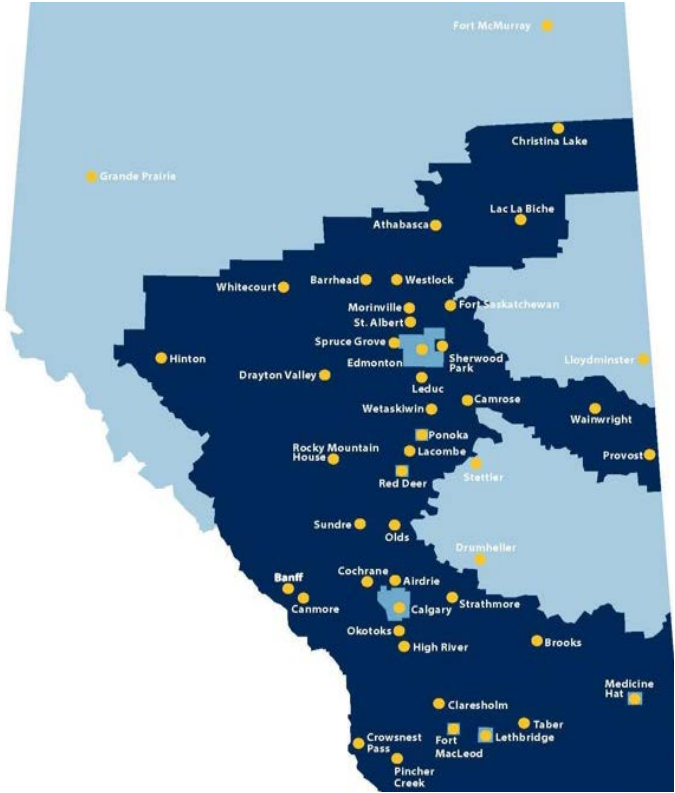 Fort McMurray
Christina Lake
Grande Prairie
Lac La Biche
Athabasca
Whitecourt
Barrhead
Westlock
Morinville
Fort Saskatchewan
St. Albert
Spruce Grove
Edmonton
Sherwood
Park
Hinton
Lloydminster
Drayton Valley
Leduc
Wetaskiwin
Camrose
Wainwright
Ponoka
Rocky Mountain
House
Lacombe
Provost
Red Deer
Stettler
Sundre
Olds
Drumheller
Banff
Cochrane
Airdrie
Canmore
Calgary
Strathmore
Okotoks
High River
Brooks
Medicine
Hat
Claresholm
Taber
Crowsnest
Pass
Fort
MacLeod
Lethbridge
Pincher
Creek